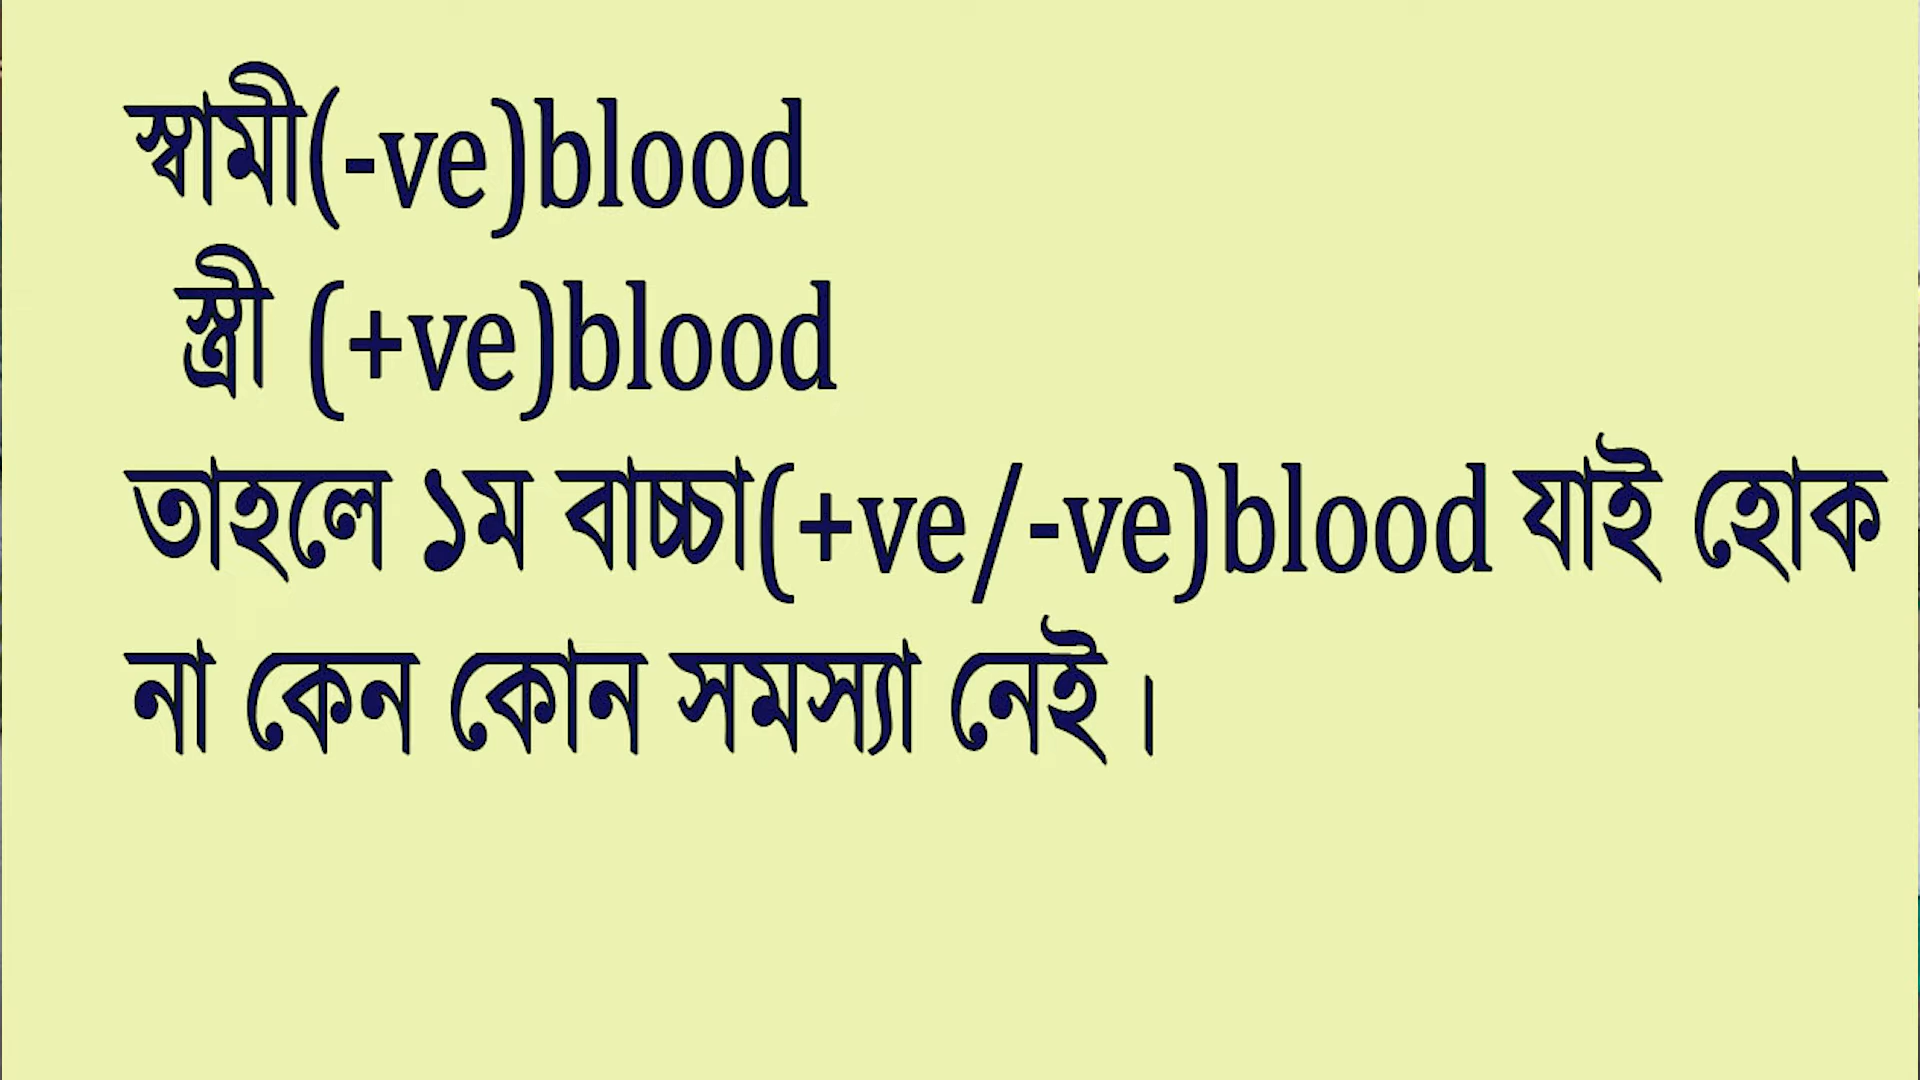 স্বামী(-ve)blood
স্ত্রী (+ve)blood
তাহলে ১ম বাচ্চা(+ve/-ve)blood যাই হোক
না কেন কোন সমস্যা নেই।